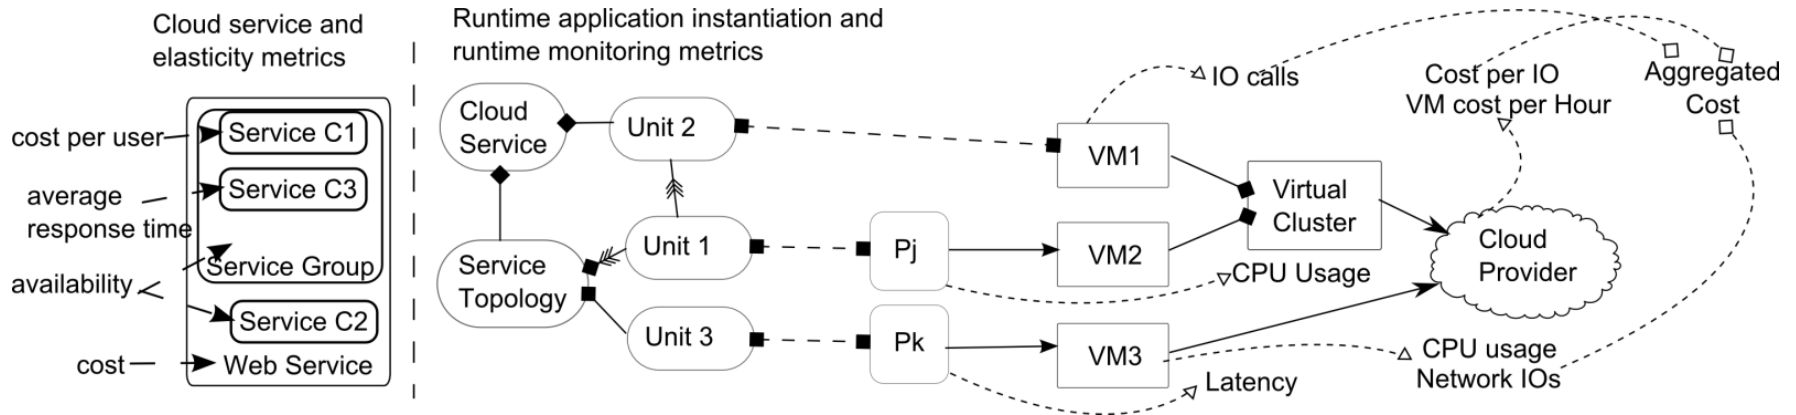 Cloud service and
elasticity metrics
cost per user
Service C1
average
response time
Service C3
Service Group
availability
Service C2
cost
Web Service
Runtime application instantiation and
runtime monitoring metrics
Cloud
Service
Unit 2
Service
Topology
Unit 1
Unit 3
Pj
Pk
VM1
VM2
VM3
IO calls
CPU Usage
Latency
Virtual
Cluster
Cost per IO
VM cost per Hour
Aggregated
Cost
Cloud
Provider
CPU usage
Network IOs